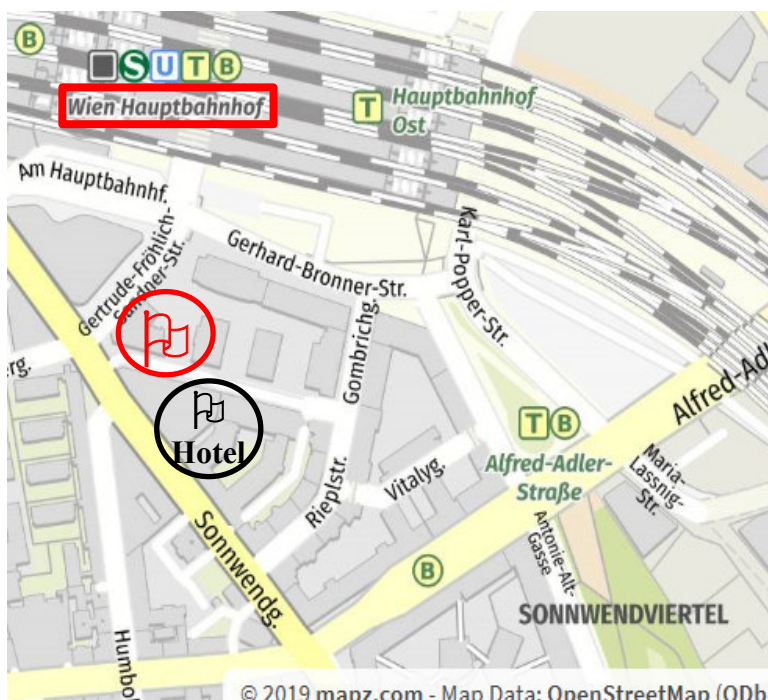 B
S U T B
Wien Hauptbahnhof
T
Hauptbahnhof
Ost
Am Hauptbahnhf.
Gertrude-Fröhlich-
Sandner-Str.
Gerhard-Bronner-Str.
Karl-Popper-Str.
Gombrichg.
erg.
Hotel
Alfred-Adl
T B
Alfred-Adler-
Straße
Maria-
Lassnig-
Str.
Rieplstr.
Vitalyg.
Sonnwendg.
Antonie-Alt-
Gasse
B
SONNWENDVIERTEL
Humbo
© 2019 mapz.com - Map Data: OpenStreetMap (ODb